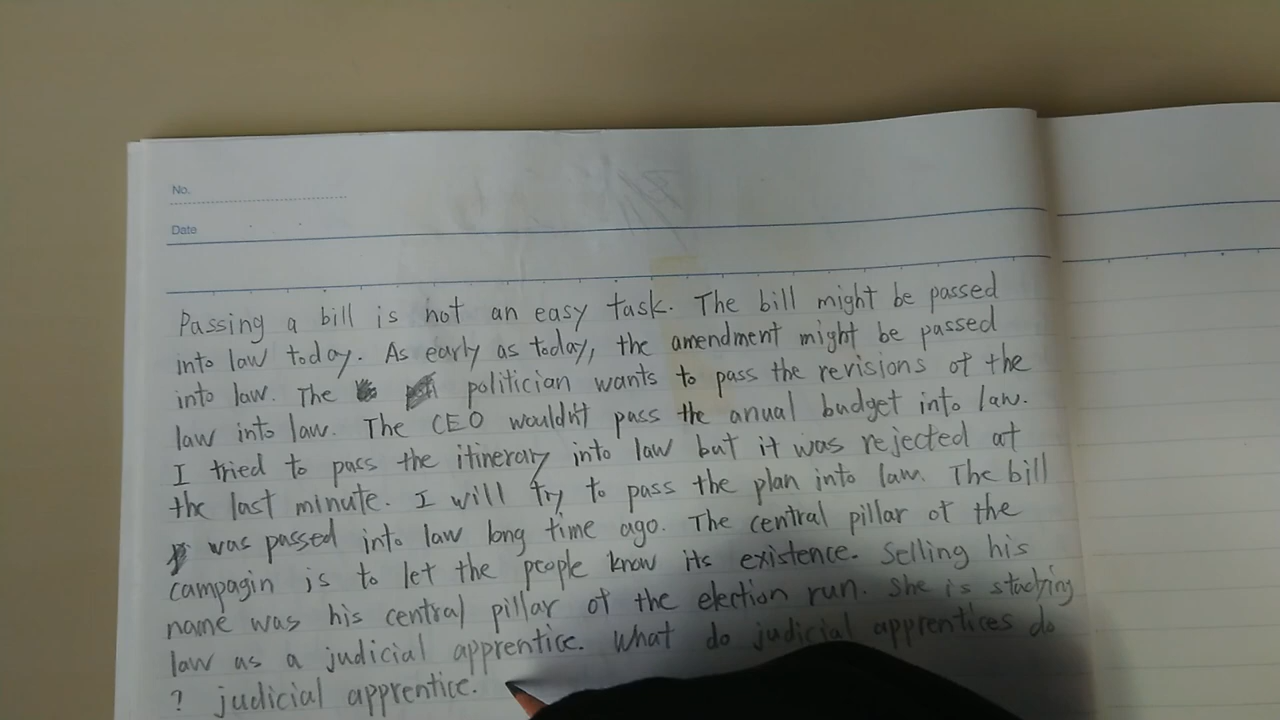 No.
Date
Passing a bill is not an easy task. The bill might be passed
into law today. As early as today, the amendment might be passed
into law. The politician wants to pass the revisions of the
law into law. The CEO wouldn't pass the anual budget into law.
I tried to pass the itinerary into law but it was rejected at
the last minute. I will try to pass the plan into law. The bill
was passed into law long time ago. The central pillar of the
campagin is to let the people know its existence. Selling his
name was his central pillar of the election run. She is studying
law as a judicial apprentice. What do judicial apprentices do
? judicial apprentice.